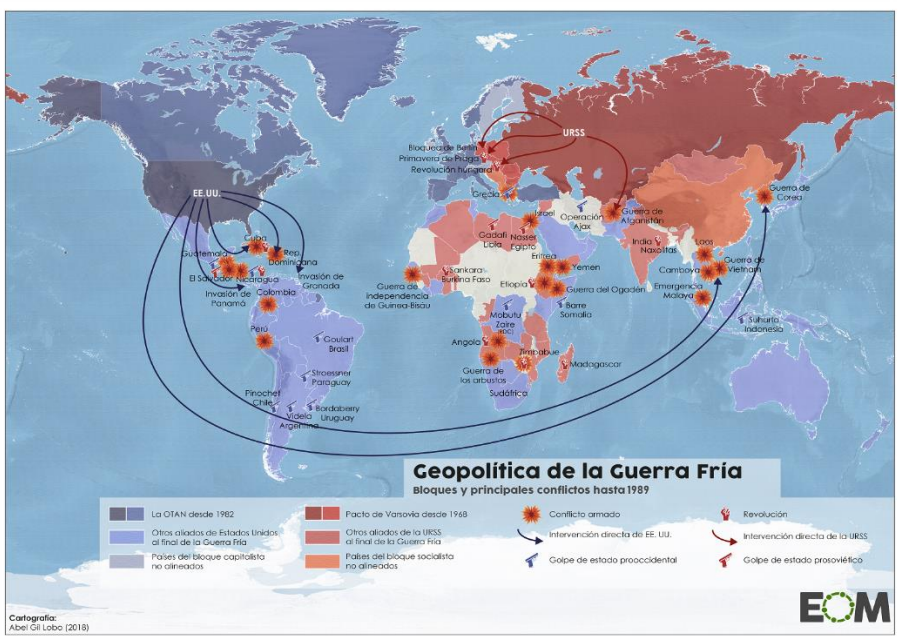 URSS
Bloqueo de Berlín
Primavera de Praga
Revolución húngara
EE.UU.
Grecia
Israel
Operación
Ajax
Guerra de
Afganistán
Guerra de
Corea
Gadafi
Libia
Nasser
Egipto
India
Naxalitas
Laos
Cuba
Guatemala
Rep.
Dominicana
El Salvador
Nicaragua
Invasión de
Granada
Invasión de
Panamá
Colombia
Guerra de
independencia
de Guinea-Bisáu
Sankara
Burkina Faso
Eritrea
Yemen
Etiopía
Guerra del Ogadén
Camboya
Guerra de
Vietnam
Emergencia
Malaya
Mobutu
Zaire
(RDC)
Barre
Somalia
Suharto
Indonesia
Perú
Goulart
Brasil
Angola
Zimbabue
Madagascar
Stroessner
Paraguay
Guerra de
los arbustos
Sudáfrica
Pinochet
Chile
Videla
Argentina
Bordaberry
Uruguay
Geopolítica de la Guerra Fría
Bloques y principales conflictos hasta 1989
La OTAN desde 1982
Pacto de Varsovia desde 1968
Conflicto armado
Revolución
Otros aliados de Estados Unidos
al final de la Guerra Fría
Otros aliados de la URSS
al final de la Guerra Fría
Intervención directa de EE. UU.
Intervención directa de la URSS
Países del bloque capitalista
no alineados
Países del bloque socialista
no alineados
Golpe de estado prooccidental
Golpe de estado prosoviético
Cartografía:
Abel Gil Lobo (2018)
EOM